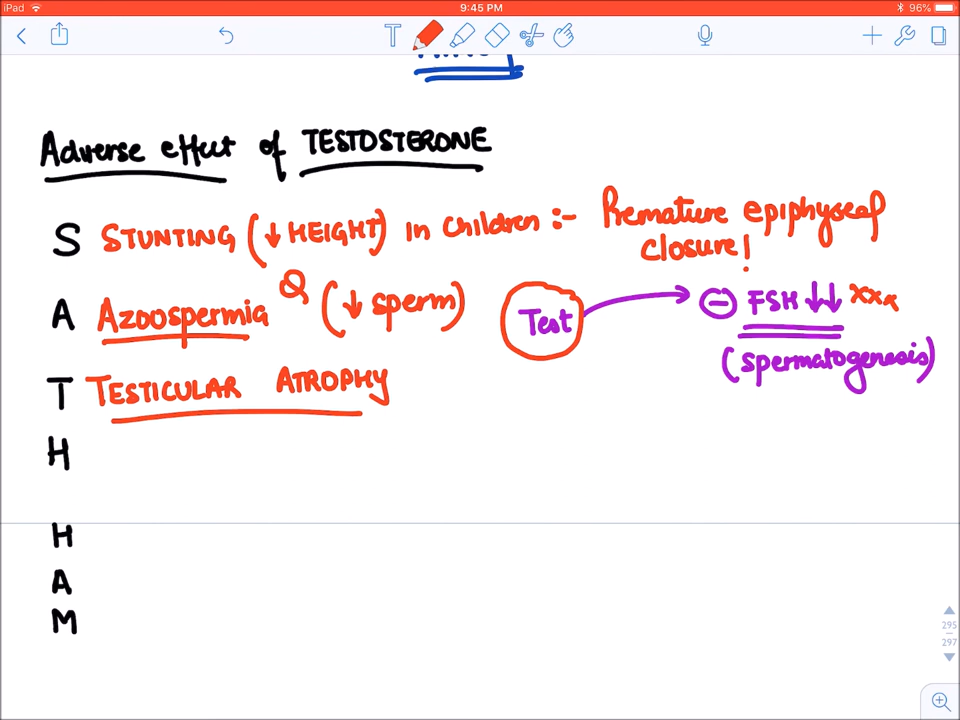 iPad
9:45 PM
96%
T
Adverse effect of TESTOSTERONE
S STUNTING (↓ HEIGHT) in children :- Premature epiphyseal
closure!
A Azoospermia Q (↓ sperm) Test → ⊖ FSH ↓↓ xxx
(spermatogenesis)
T TESTICULAR ATROPHY
H
H
A
M
295
297